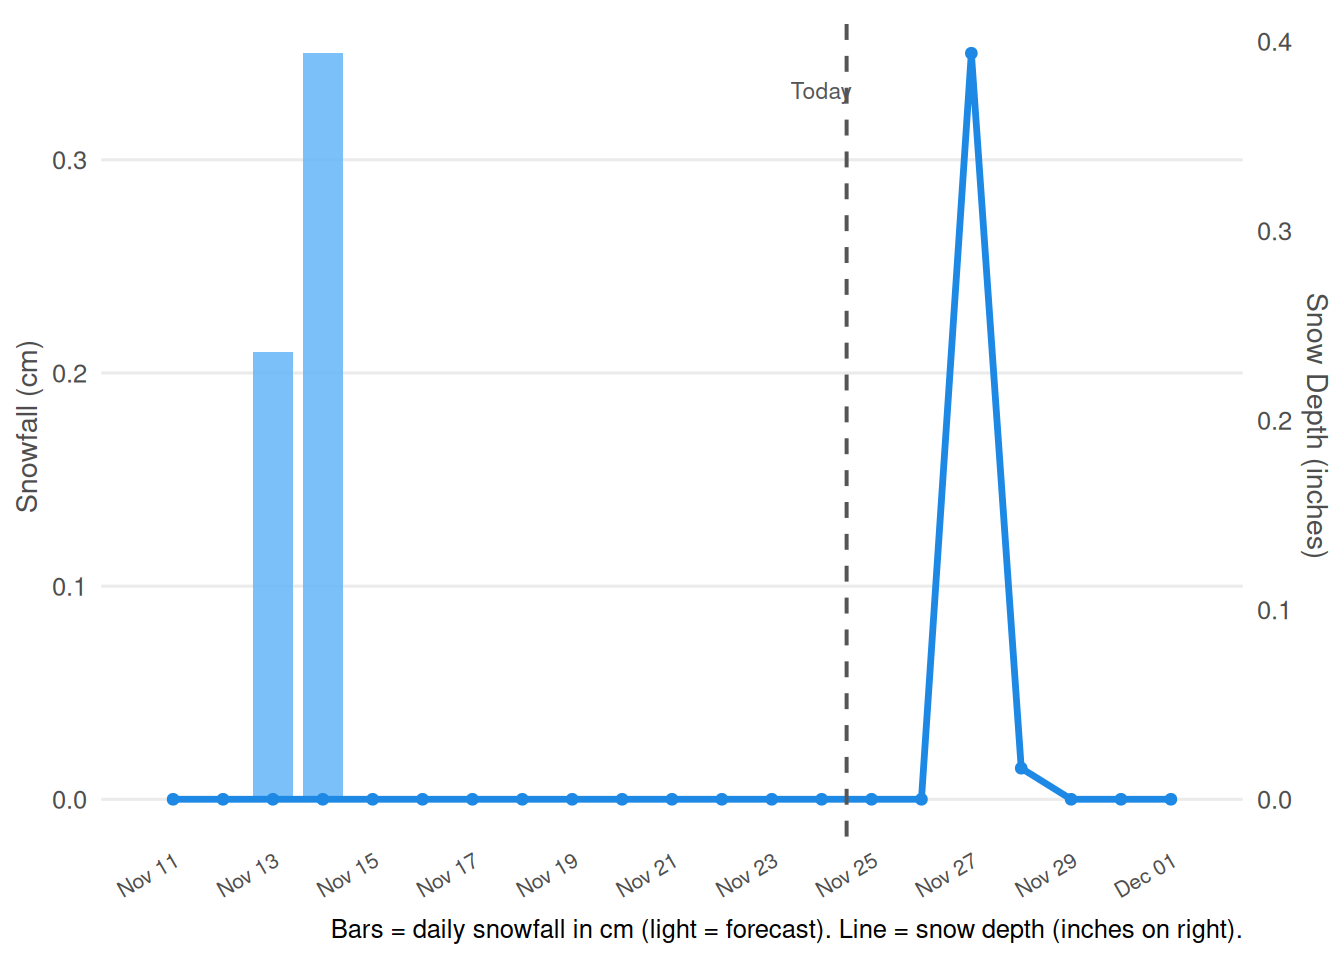 Today
Snowfall (cm)
0.3
0.2
0.1
0.0
0.4
0.3
0.2
0.1
0.0
Snow Depth (inches)
Nov 11
Nov 13
Nov 15
Nov 17
Nov 19
Nov 21
Nov 23
Nov 25
Nov 27
Nov 29
Dec 01
Bars = daily snowfall in cm (light = forecast). Line = snow depth (inches on right).